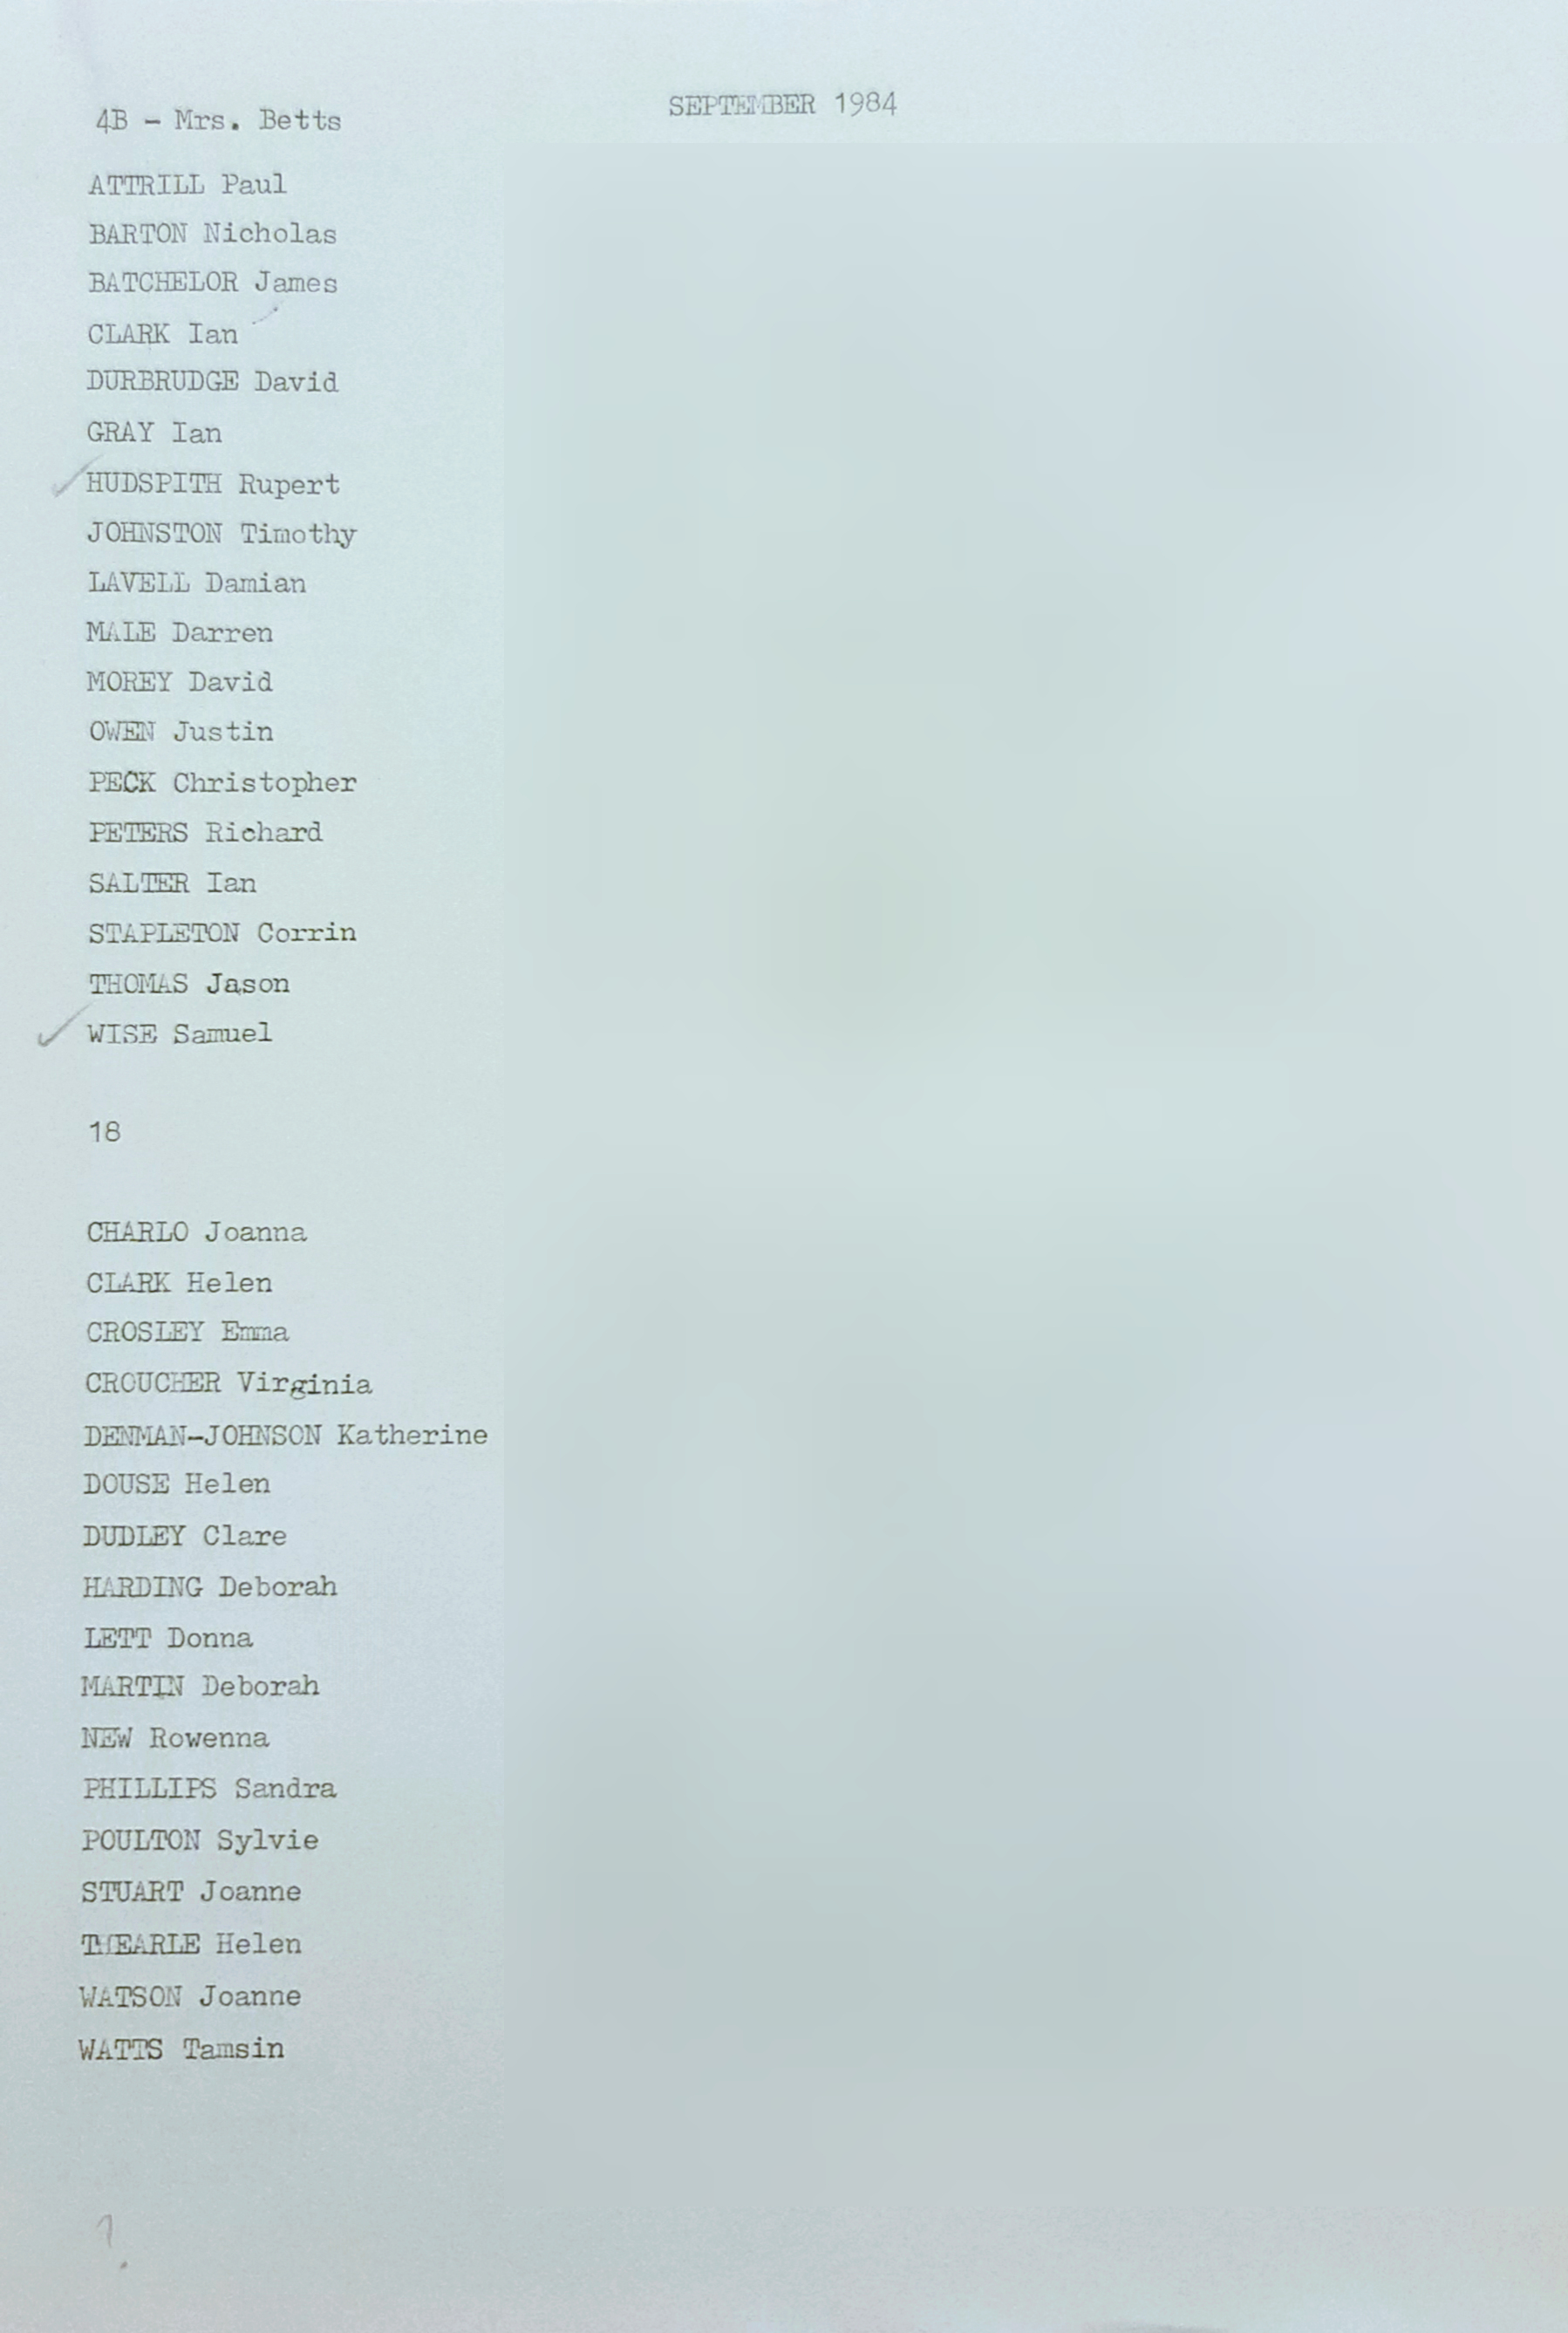 SEPTEMBER 1984
4B - Mrs. Betts
ATTRILL Paul
BARTON Nicholas
BATCHELOR James
CLARK Ian
DURBRUDGE David
GRAY Ian
HUDSPITH Rupert
JOHNSTON Timothy
LAVELL Damian
MALE Darren
MOREY David
OWEN Justin
PECK Christopher
PETERS Richard
SALTER Ian
STAPLETON Corrin
THOMAS Jason
WISE Samuel
18
CHARLO Joanna
CLARK Helen
CROSLEY Emma
CROUCHER Virginia
DENMAN-JOHNSON Katherine
DOUSE Helen
DUDLEY Clare
HARDING Deborah
LETT Donna
MARTIN Deborah
NEW Rowenna
PHILLIPS Sandra
POULTON Sylvie
STUART Joanne
THEARLE Helen
WATSON Joanne
WATTS Tamsin
?